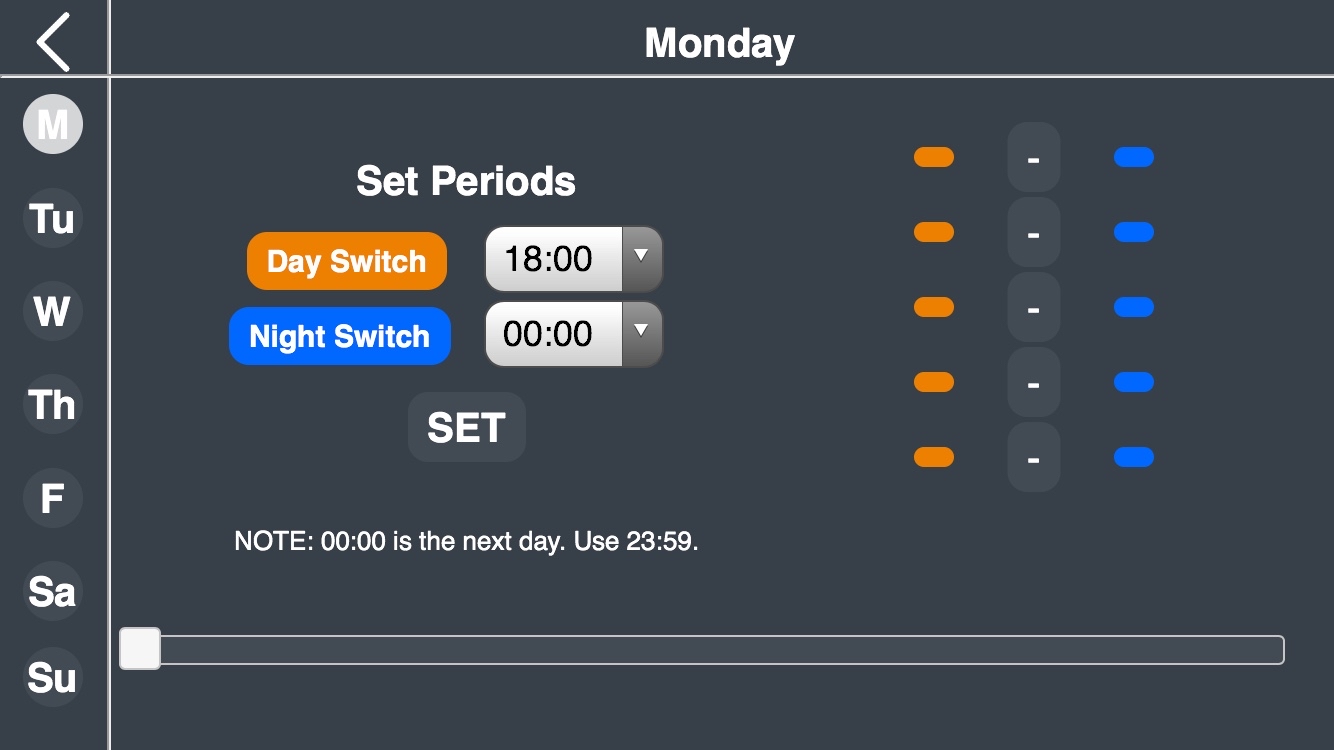 Monday
M
Tu
W
Th
F
Sa
Su
Set Periods
Day Switch 18:00
Night Switch 00:00
SET
NOTE: 00:00 is the next day. Use 23:59.
-
-
-
-
-